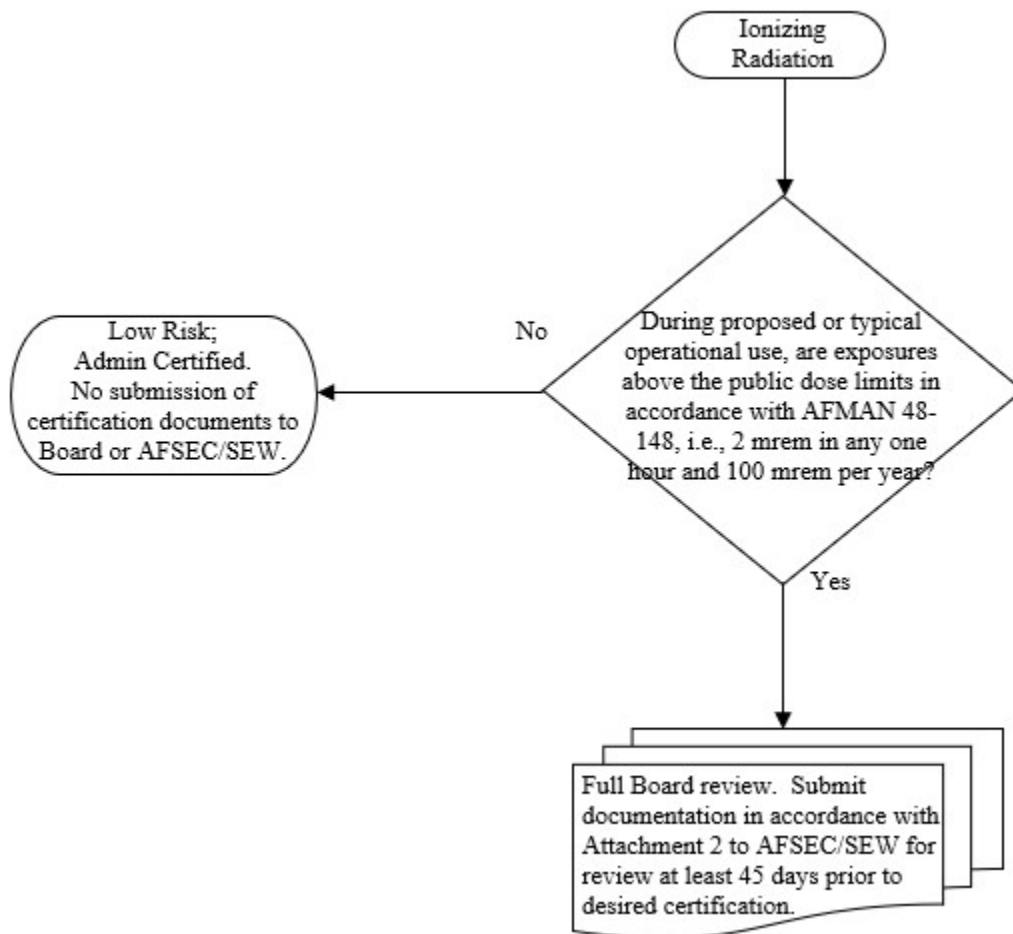 Ionizing
Radiation
No
During proposed or typical
operational use, are exposures
above the public dose limits in
accordance with AFMAN 48-
148, i.e., 2 mrem in any one
hour and 100 mrem per year?
Low Risk;
Admin Certified.
No submission of
certification documents to
Board or AFSEC/SEW.
Yes
Full Board review.  Submit
documentation in accordance with
Attachment 2 to AFSEC/SEW for
review at least 45 days prior to
desired certification.